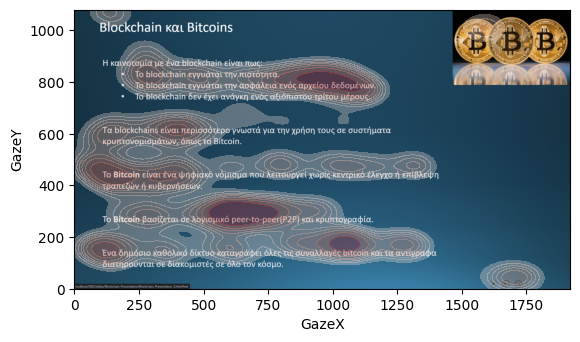 Blockchain και Bitcoins
Η καινοτομία με ένα blockchain είναι πως:
• Το blockchain εγγυάται την πιστότητα.
• Το blockchain εγγυάται την ασφάλεια ενός αρχείου δεδομένων.
• Το blockchain δεν έχει ανάγκη ενός αξιόπιστου τρίτου μέρους.
Τα blockchains είναι περισσότερο γνωστά για την χρήση τους σε συστήματα
κρυπτονομισμάτων, όπως το Bitcoin.
Το Bitcoin είναι ένα ψηφιακό νόμισμα που λειτουργεί χωρίς κεντρικό έλεγχο ή επίβλεψη
τραπεζών ή κυβερνήσεων.
Το Bitcoin βασίζεται σε λογισμικό peer-to-peer(P2P) και κρυπτογραφία.
Ένα δημόσιο καθολικό δίκτυο καταγράφει όλες τις συναλλαγές bitcoin και τα αντίγραφα
διατηρούνται σε διακομιστές σε όλο τον κόσμο.
GazeY
1000
800
600
400
200
0
0 250 500 750 1000 1250 1500 1750
GazeX